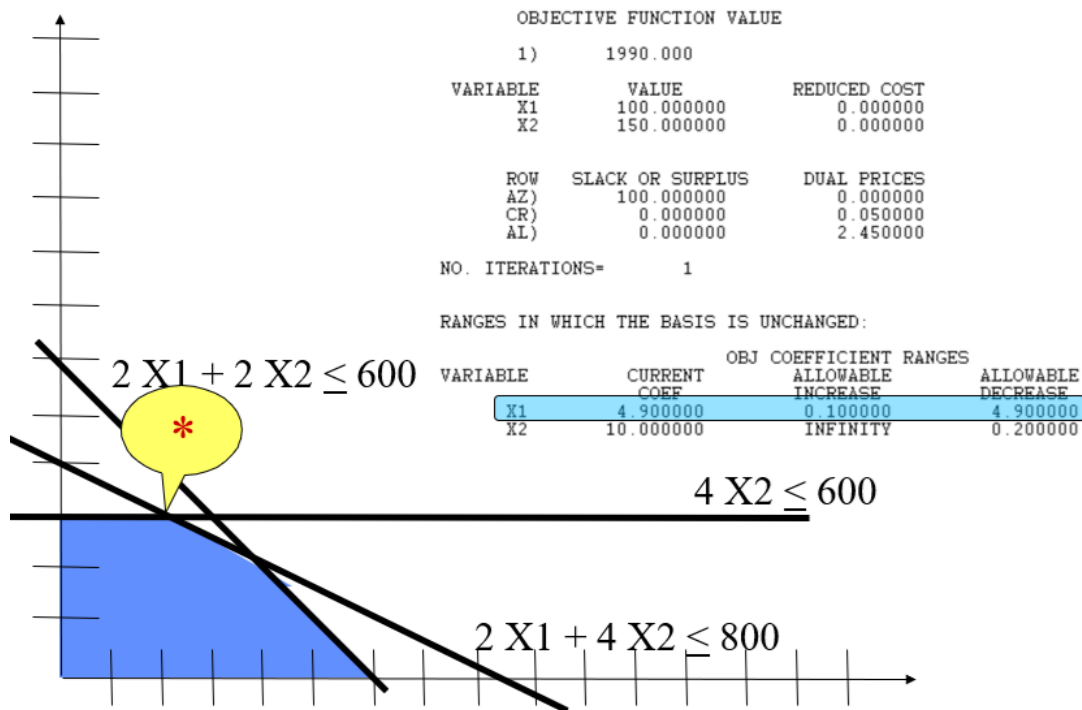 OBJECTIVE FUNCTION VALUE
1) 1990.000
VARIABLE VALUE REDUCED COST
X1 100.000000 0.000000
X2 150.000000 0.000000
ROW SLACK OR SURPLUS DUAL PRICES
AZ) 100.000000 0.000000
CR) 0.000000 0.050000
AL) 0.000000 2.450000
NO. ITERATIONS= 1
RANGES IN WHICH THE BASIS IS UNCHANGED:
OBJ COEFFICIENT RANGES
VARIABLE CURRENT ALLOWABLE ALLOWABLE
COEF INCREASE DECREASE
X1 4.900000 0.100000 4.900000
X2 10.000000 INFINITY 0.200000
2 X1 + 2 X2 ≤ 600
*
4 X2 ≤ 600
2 X1 + 4 X2 ≤ 800